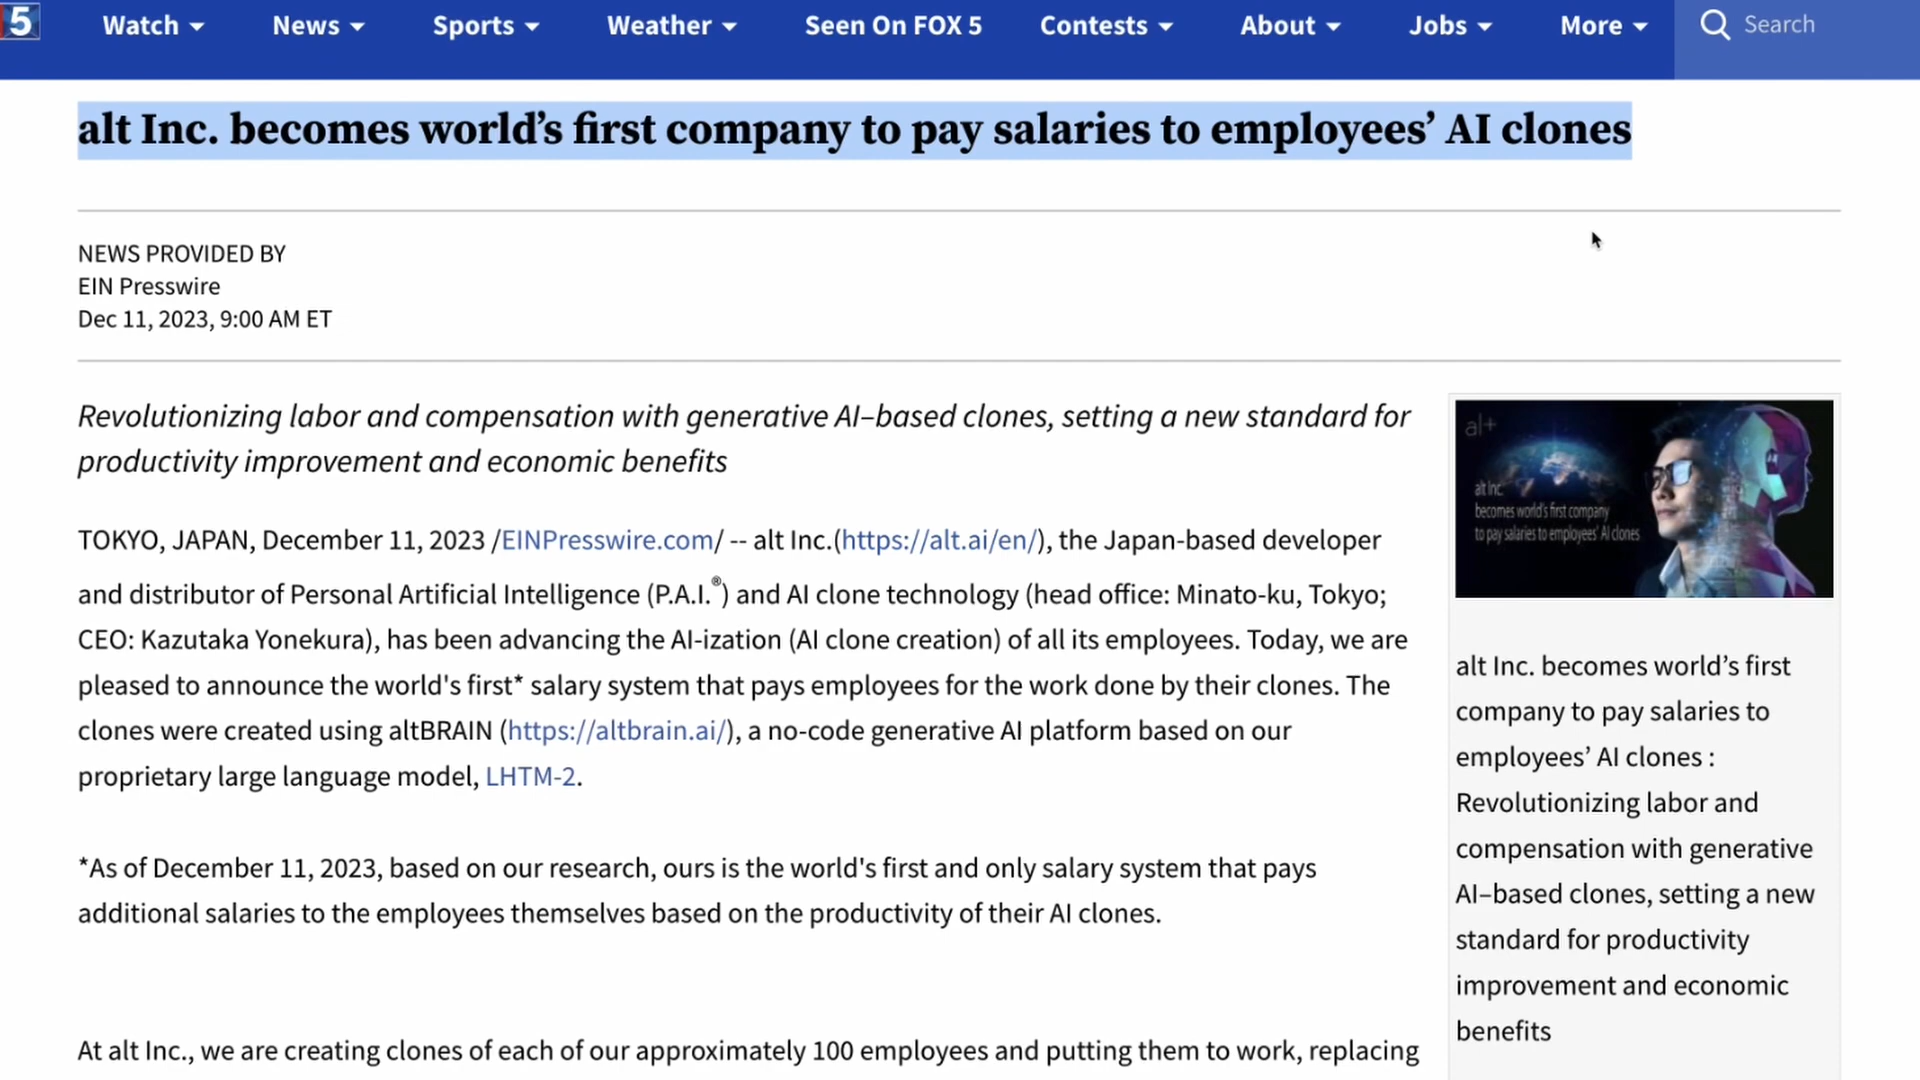 5 Watch News Sports Weather Seen On FOX 5 Contests About Jobs More Search
alt Inc. becomes world’s first company to pay salaries to employees’ AI clones
NEWS PROVIDED BY
EIN Presswire
Dec 11, 2023, 9:00 AM ET
Revolutionizing labor and compensation with generative AI–based clones, setting a new standard for
productivity improvement and economic benefits
TOKYO, JAPAN, December 11, 2023 /EINPresswire.com/ -- alt Inc.(https://alt.ai/en/), the Japan-based developer
and distributor of Personal Artificial Intelligence (P.A.I.®) and AI clone technology (head office: Minato-ku, Tokyo;
CEO: Kazutaka Yonekura), has been advancing the AI-ization (AI clone creation) of all its employees. Today, we are
pleased to announce the world's first* salary system that pays employees for the work done by their clones. The
clones were created using altBRAIN (https://altbrain.ai/), a no-code generative AI platform based on our
proprietary large language model, LHTM-2.
*As of December 11, 2023, based on our research, ours is the world's first and only salary system that pays
additional salaries to the employees themselves based on the productivity of their AI clones.
At alt Inc., we are creating clones of each of our approximately 100 employees and putting them to work, replacing
al+
alt Inc.
becomes world's first company
to pay salaries to employees' AI clones
alt Inc. becomes world’s first
company to pay salaries to
employees’ AI clones :
Revolutionizing labor and
compensation with generative
AI–based clones, setting a new
standard for productivity
improvement and economic
benefits